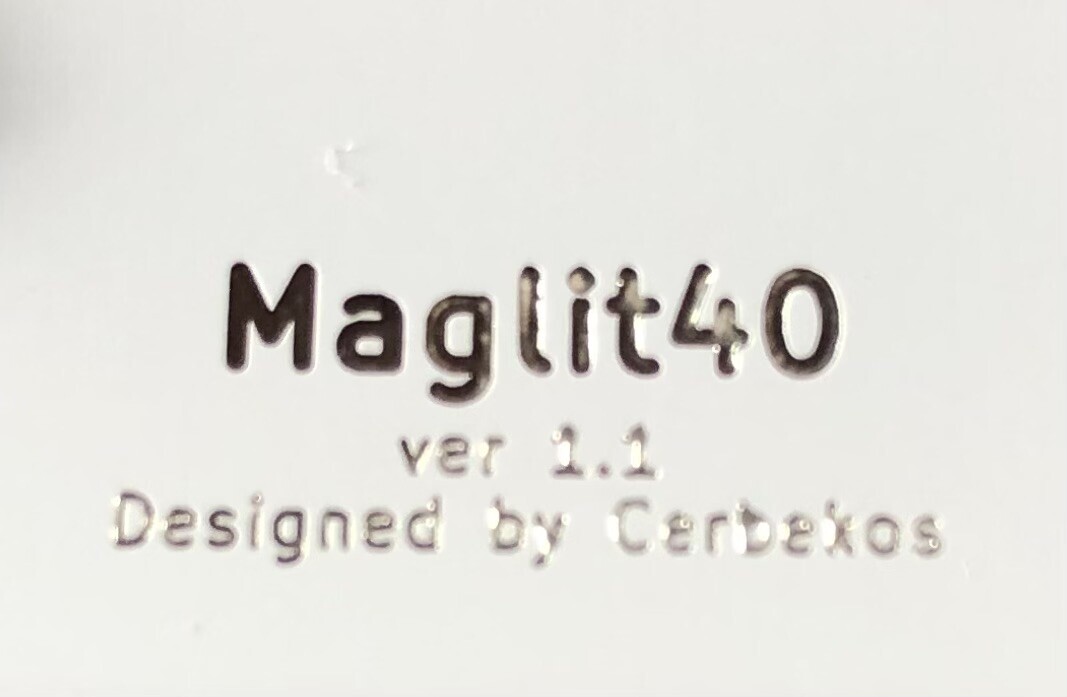 Maglit40
ver 1.1
Designed by Cerbekos